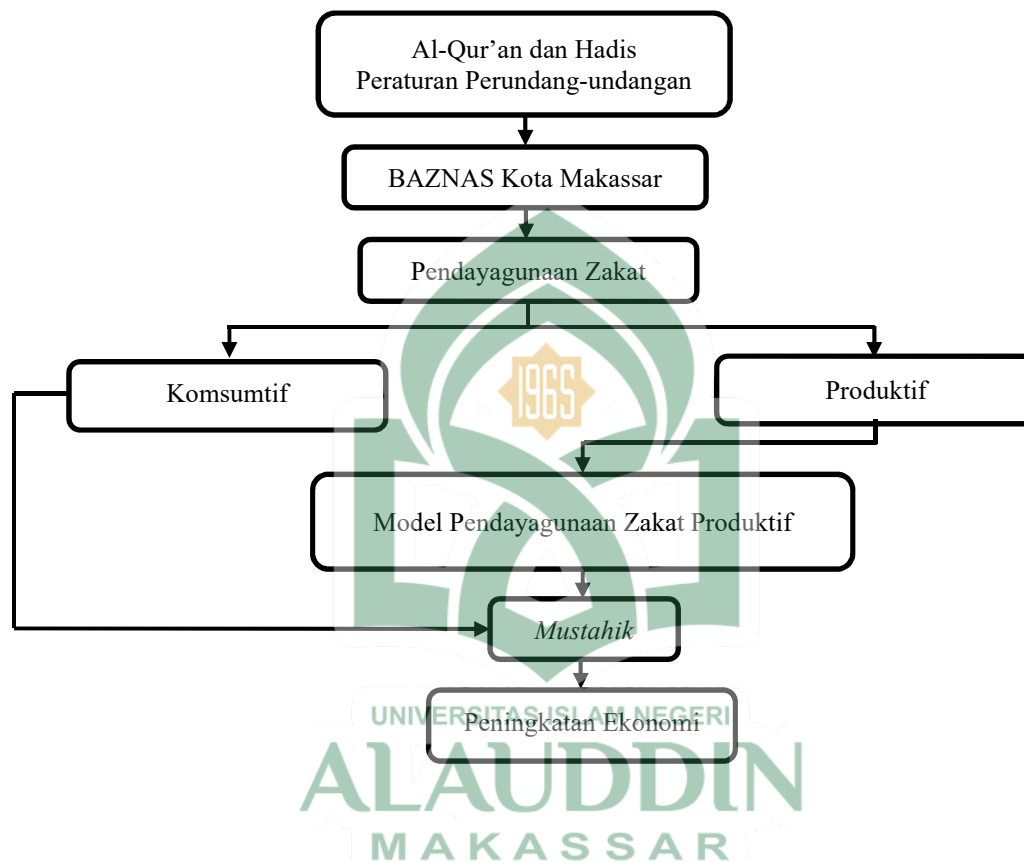 Al-Qur’an dan Hadis
Peraturan Perundang-undangan
BAZNAS Kota Makassar
Pendayagunaan Zakat
1965
Komsumtif
Produktif
Model Pendayagunaan Zakat Produktif
Mustahik
UNIVERSITAS ISLAM NEGERI
Peningkatan Ekonomi
ALAUDDIN
MAKASSAR